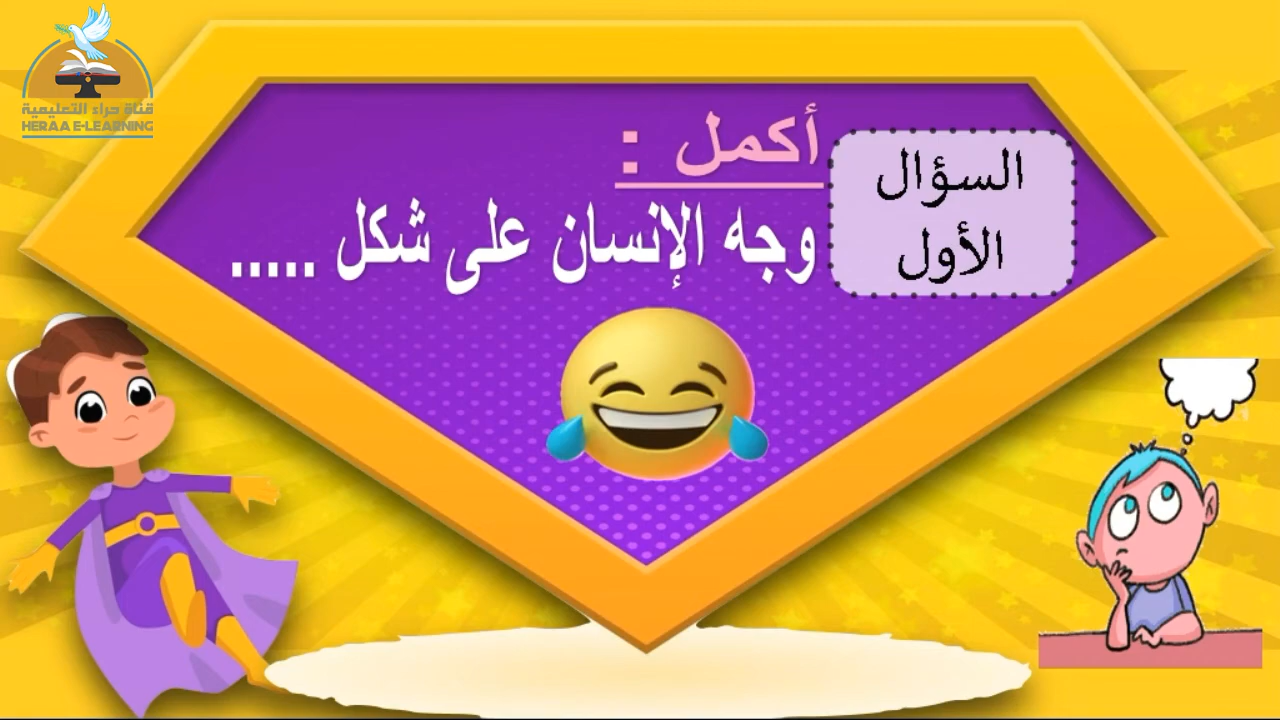 قناة حراء التعليمية
HERAA E-LEARNING
السؤال
الأول
أكمل :
وجه الإنسان على شكل .....